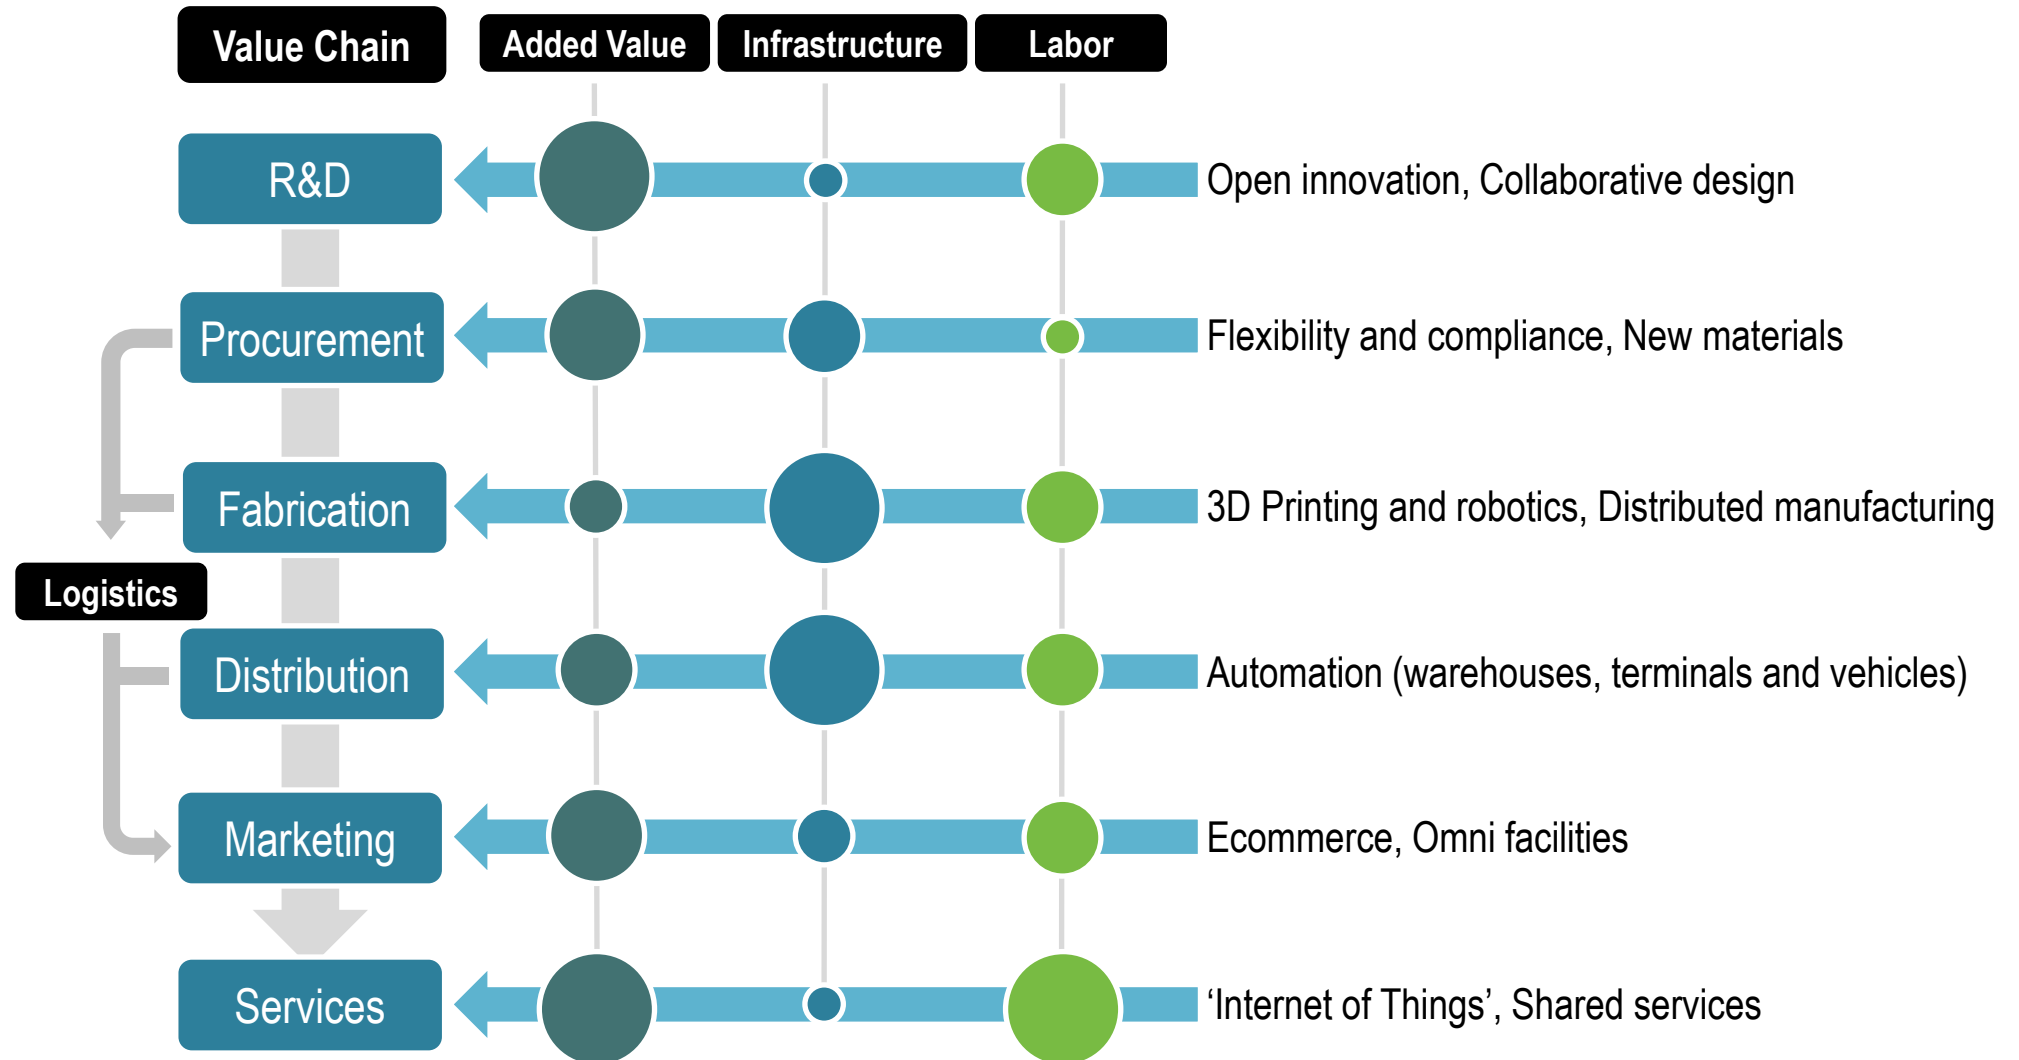 Value Chain
Added Value
Infrastructure
Labor
R&D
Open innovation, Collaborative design
Procurement
Flexibility and compliance, New materials
Fabrication
3D Printing and robotics, Distributed manufacturing
Logistics
Distribution
Automation (warehouses, terminals and vehicles)
Marketing
Ecommerce, Omni facilities
Services
‘Internet of Things’, Shared services